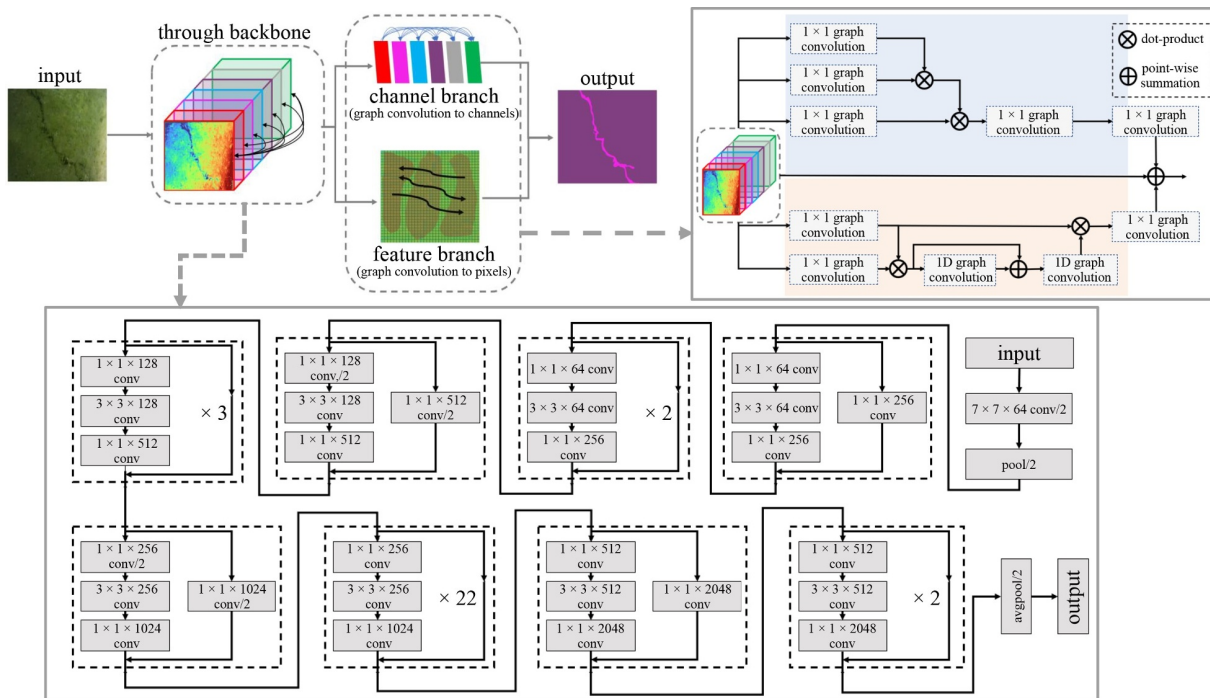 input
through backbone
channel branch
(graph convolution to channels)
feature branch
(graph convolution to pixels)
output
1 × 1 graph
convolution
1 × 1 graph
convolution
1 × 1 graph
convolution
1 × 1 graph
convolution
1 × 1 graph
convolution
dot-product
point-wise
summation
1 × 1 graph
convolution
1 × 1 graph
convolution
1 × 1 graph
convolution
1D graph
convolution
1D graph
convolution
1 × 1 × 128
conv
3 × 3 × 128
conv
1 × 1 × 512
conv
× 3
1 × 1 × 128
conv,/2
3 × 3 × 128
conv
1 × 1 × 512
conv
1 × 1 × 512
conv/2
1 × 1 × 64 conv
3 × 3 × 64 conv
1 × 1 × 256
conv
× 2
1 × 1 × 64 conv
3 × 3 × 64 conv
1 × 1 × 256
conv
1 × 1 × 256
conv
input
7 × 7 × 64 conv/2
pool/2
1 × 1 × 256
conv/2
3 × 3 × 256
conv
1 × 1 × 1024
conv
1 × 1 × 1024
conv/2
1 × 1 × 256
conv
3 × 3 × 256
conv
1 × 1 × 1024
conv
× 22
1 × 1 × 512
conv
3 × 3 × 512
conv
1 × 1 × 2048
conv
1 × 1 × 2048
conv
1 × 1 × 512
conv
3 × 3 × 512
conv
1 × 1 × 2048
conv
× 2
avgpool/2
output